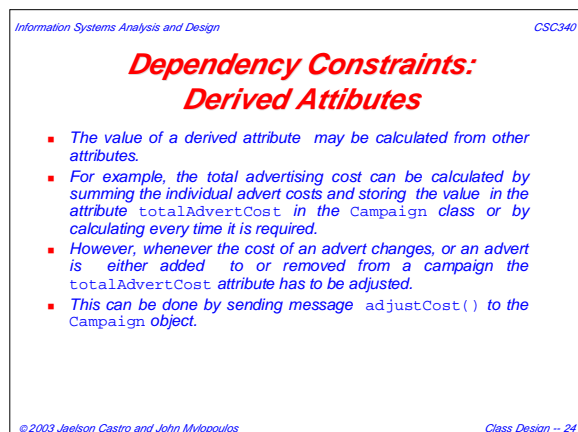 Information Systems Analysis and Design CSC340
Dependency Constraints:
Derived Attibutes
The value of a derived attribute may be calculated from other
attributes.
For example, the total advertising cost can be calculated by
summing the individual advert costs and storing the value in the
attribute totalAdvertCost in the Campaign class or by
calculating every time it is required.
However, whenever the cost of an advert changes, or an advert
is either added to or removed from a campaign the
totalAdvertCost attribute has to be adjusted.
This can be done by sending message adjustCost() to the
Campaign object.
©2003 Jaelson Castro and John Mylopoulos Class Design -- 24